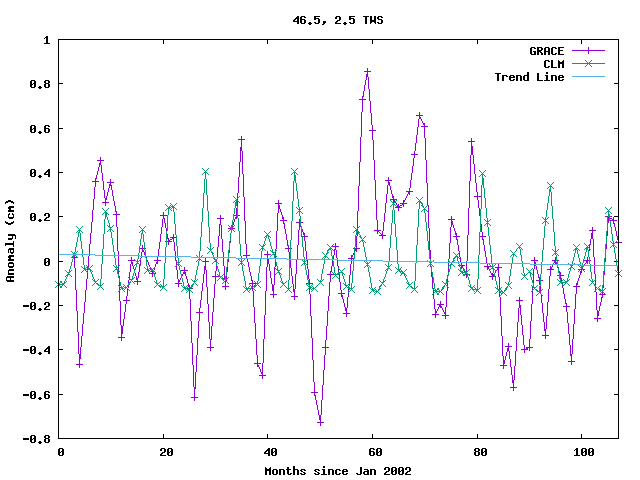 46.5, 2.5 TWS
GRACE
CLM
Trend Line
1
0.8
0.6
0.4
0.2
0
-0.2
-0.4
-0.6
-0.8
Anomaly (cm)
0 20 40 60 80 100
Months since Jan 2002